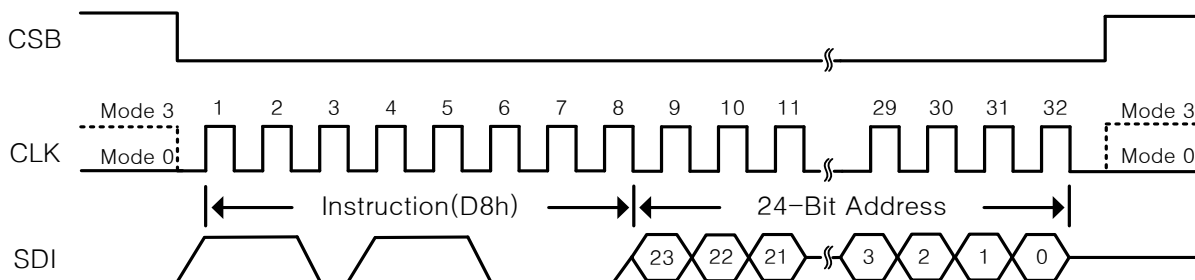 CSB
Mode 3 1 2 3 4 5 6 7 8 9 10 11 29 30 31 32 Mode 3
CLK Mode 0 Mode 0
Instruction(D8h) 24-Bit Address
SDI 23 22 21 3 2 1 0